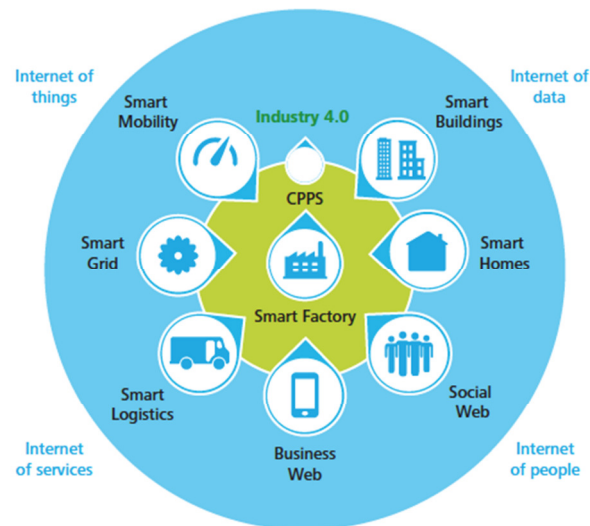 Internet of
things
Internet of
data
Smart
Mobility
Industry 4.0
Smart
Buildings
CPPS
Smart
Grid
Smart
Homes
Smart Factory
Smart
Logistics
Business
Web
Social
Web
Internet
of services
Internet
of people